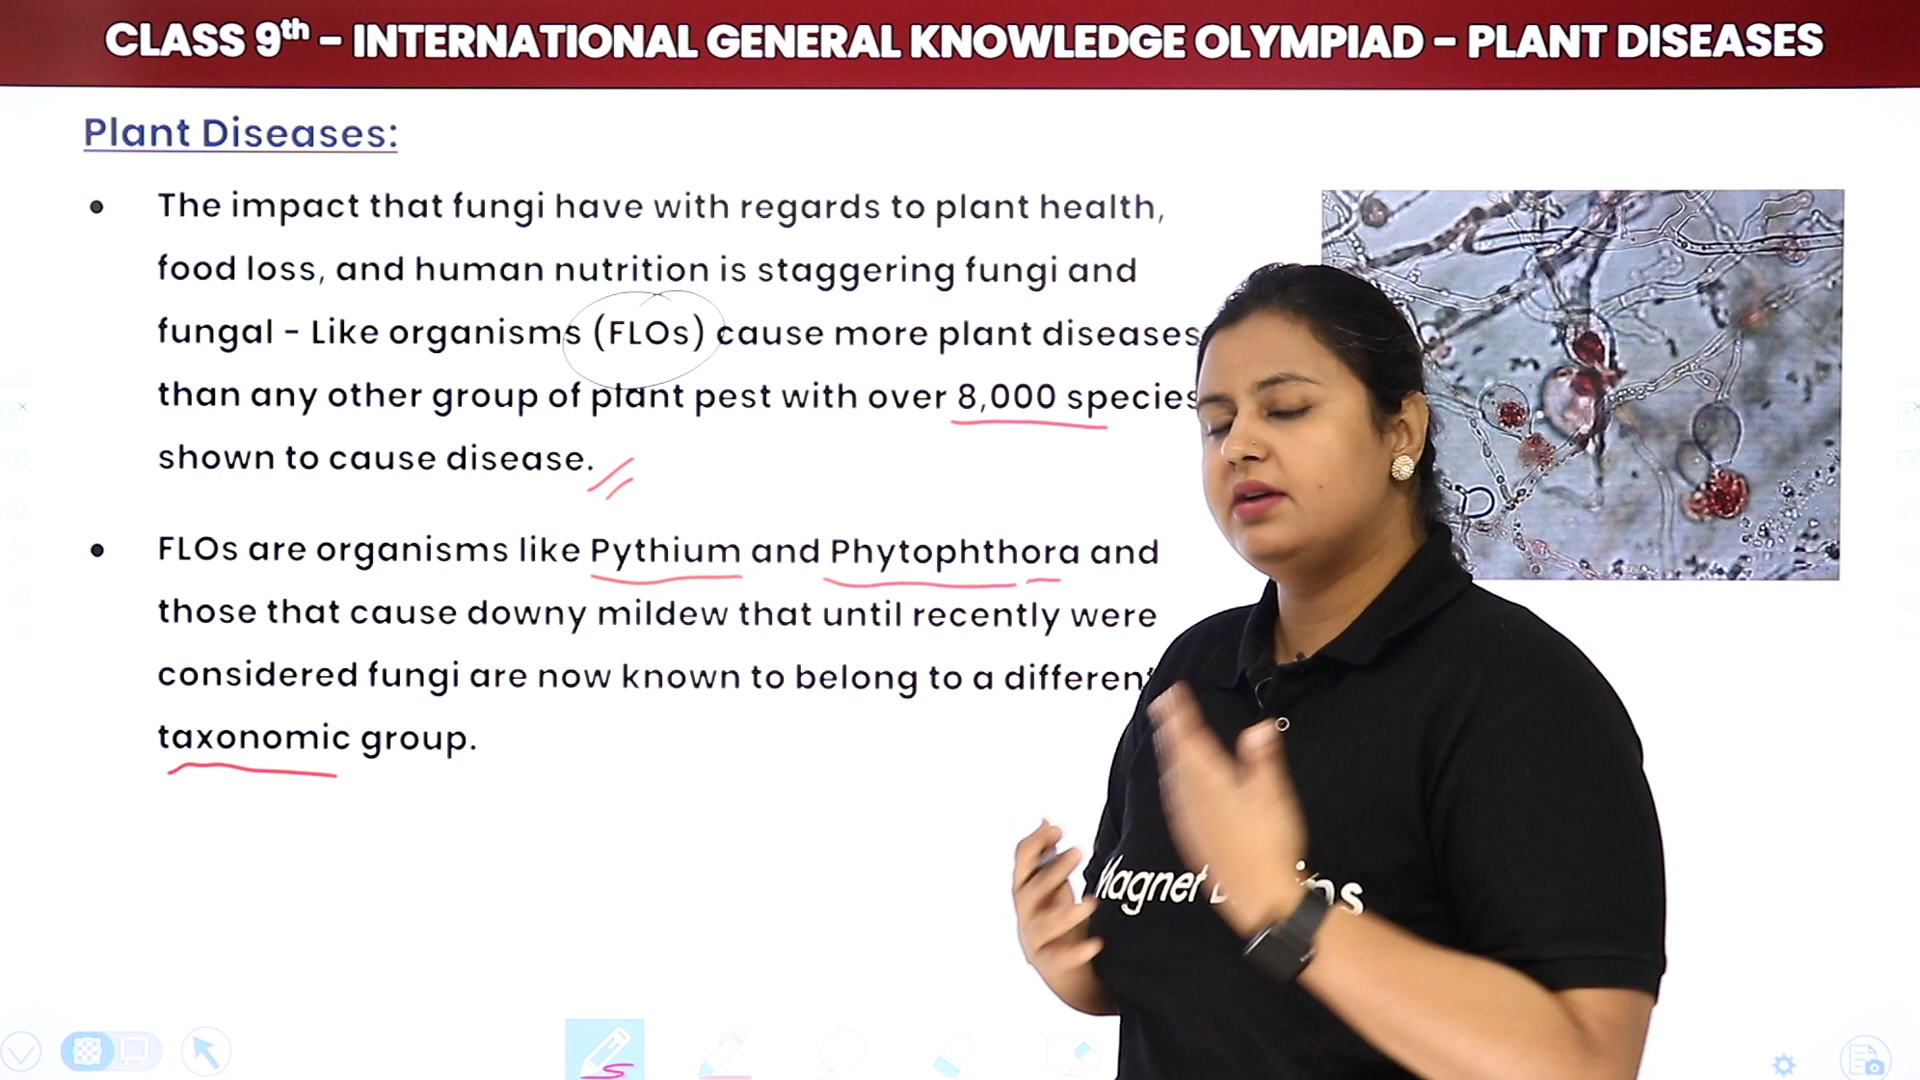 CLASS 9th - INTERNATIONAL GENERAL KNOWLEDGE OLYMPIAD - PLANT DISEASES
Plant Diseases:
• The impact that fungi have with regards to plant health,
food loss, and human nutrition is staggering fungi and
fungal - Like organisms (FLOs) cause more plant diseases
than any other group of plant pest with over 8,000 species
shown to cause disease.
• FLOs are organisms like Pythium and Phytophthora and
those that cause downy mildew that until recently were
considered fungi are now known to belong to a
taxonomic group.
Magnet